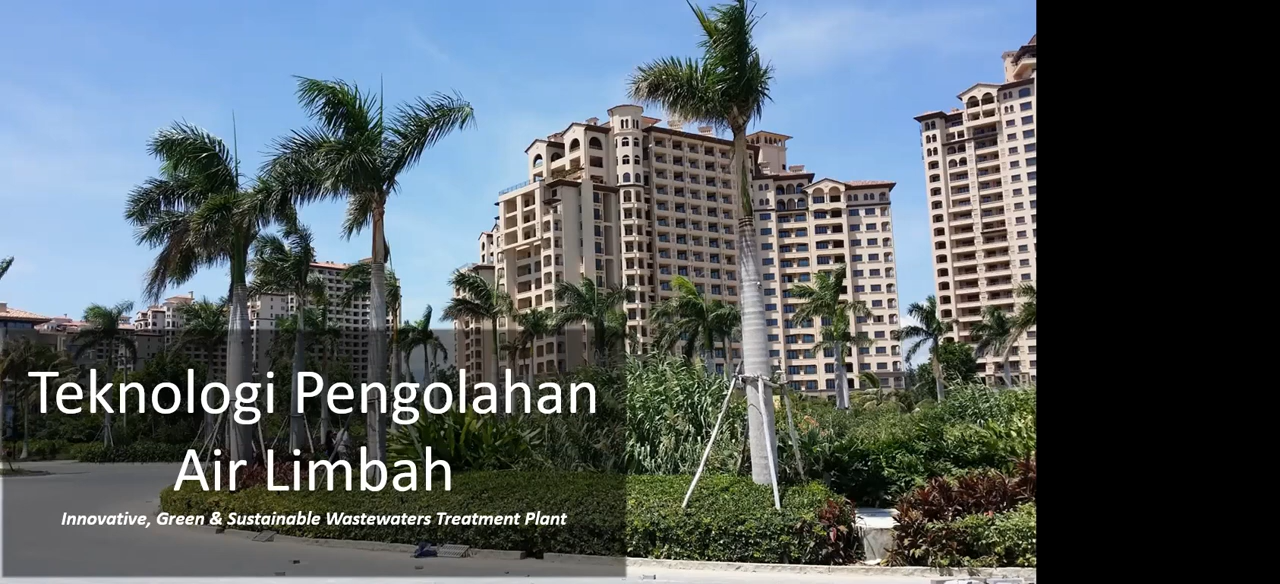 Teknologi Pengolahan
Air Limbah
Innovative, Green & Sustainable Wastewaters Treatment Plant